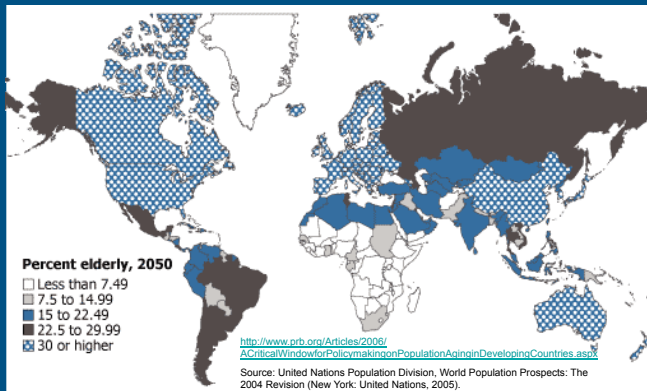 Percent elderly, 2050
Less than 7.49
7.5 to 14.99
15 to 22.49
22.5 to 29.99
30 or higher
http://www.prb.org/Articles/2006/
ACriticalWindowforPolicymakingonPopulationAginginDevelopingCountries.aspx
Source: United Nations Population Division, World Population Prospects: The
2004 Revision (New York: United Nations, 2005).